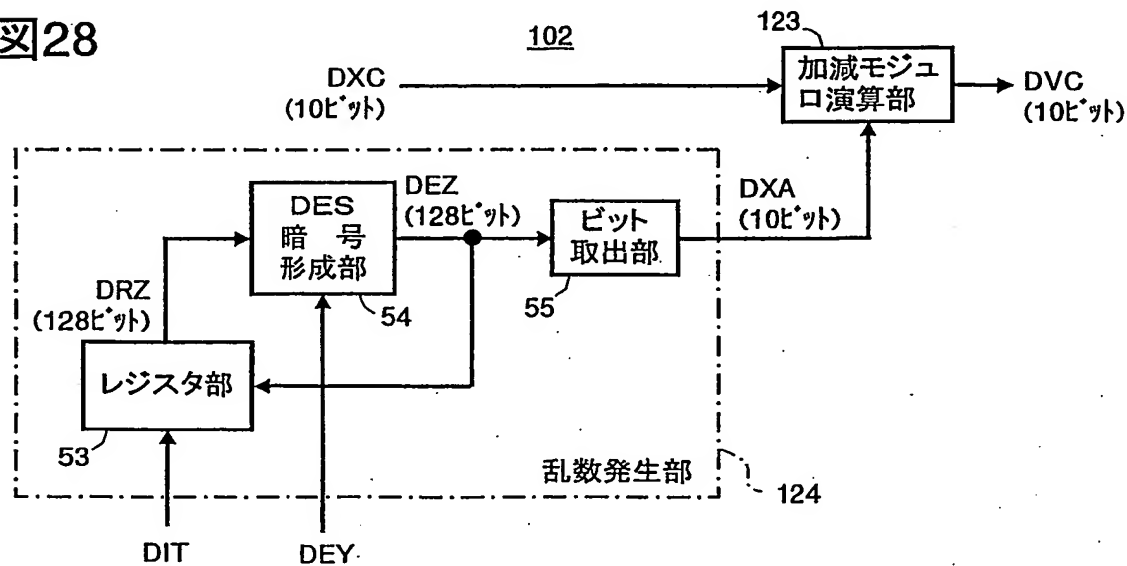 図28
102
123
DXC
(10ビット)
加減モジュ
ロ演算部
DVC
(10ビット)
DES
暗 号
形成部
DEZ
(128ビット)
ビット
取出部
DXA
(10ビット)
54
55
DRZ
(128ビット)
レジスタ部
53
乱数発生部
124
DIT
DEY